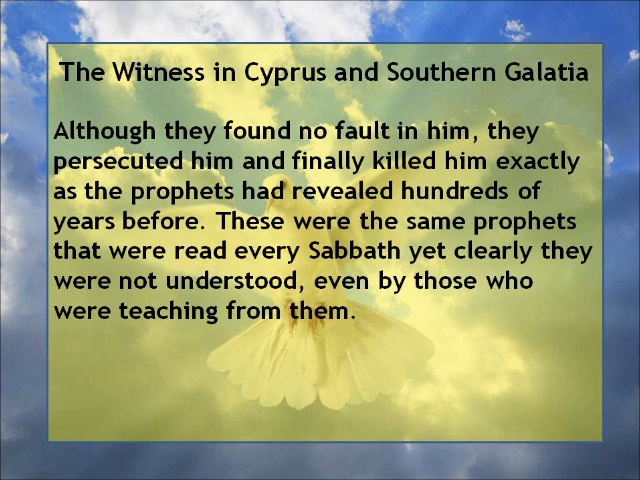 The Witness in Cyprus and Southern Galatia
Although they found no fault in him, they
persecuted him and finally killed him exactly
as the prophets had revealed hundreds of
years before. These were the same prophets
that were read every Sabbath yet clearly they
were not understood, even by those who
were teaching from them.